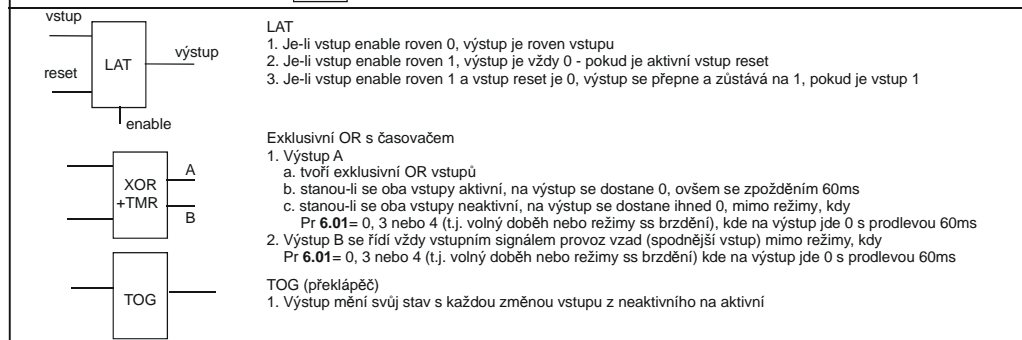 vstup
reset
LAT
výstup
enable
LAT
1. Je-li vstup enable roven 0, výstup je roven vstupu
2. Je-li vstup enable roven 1, výstup je vždy 0 - pokud je aktivní vstup reset
3. Je-li vstup enable roven 1 a vstup reset je 0, výstup se přepne a zůstává na 1, pokud je vstup 1
XOR
+TMR
A
B
Exklusivní OR s časovačem
1. Výstup A
a. tvoří exklusivní OR vstupů
b. stanou-li se oba vstupy aktivní, na výstup se dostane 0, ovšem se zpožděním 60ms
c. stanou-li se oba vstupy neaktivní, na výstup se dostane ihned 0, mimo režimy, kdy
Pr 6.01= 0, 3 nebo 4 (t.j. volný doběh nebo režimy ss brzdění), kde na výstup jde 0 s prodlevou 60ms
2. Výstup B se řídí vždy vstupním signálem provoz vzad (spodnější vstup) mimo režimy, kdy
Pr 6.01= 0, 3 nebo 4 (t.j. volný doběh nebo režimy ss brzdění) kde na výstup jde 0 s prodlevou 60ms
TOG
TOG (překlápěč)
1. Výstup mění svůj stav s každou změnou vstupu z neaktivního na aktivní